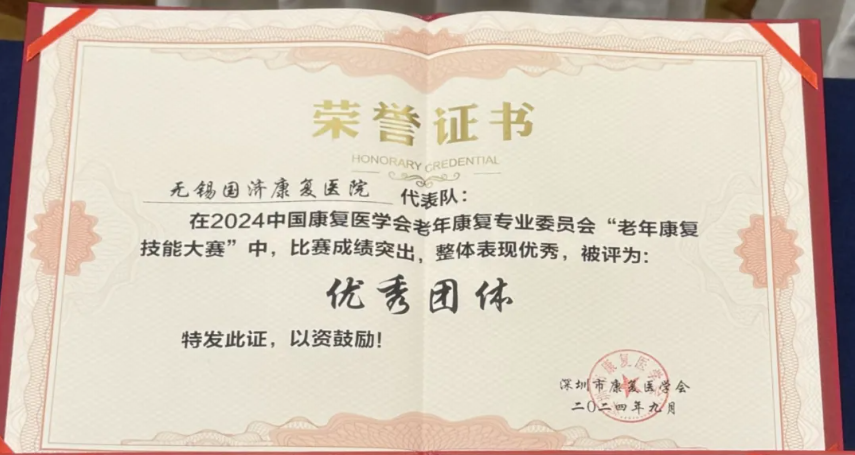 荣誉证书
HONORARY CREDENTIAL
无锡国济康复医院 代表队：
在2024中国康复医学会老年康复专业委员会“老年康复
技能大赛”中，比赛成绩突出，整体表现优秀，被评为：
优秀团体
特发此证，以资鼓励！
深圳市康复医学会
二〇二四年九月